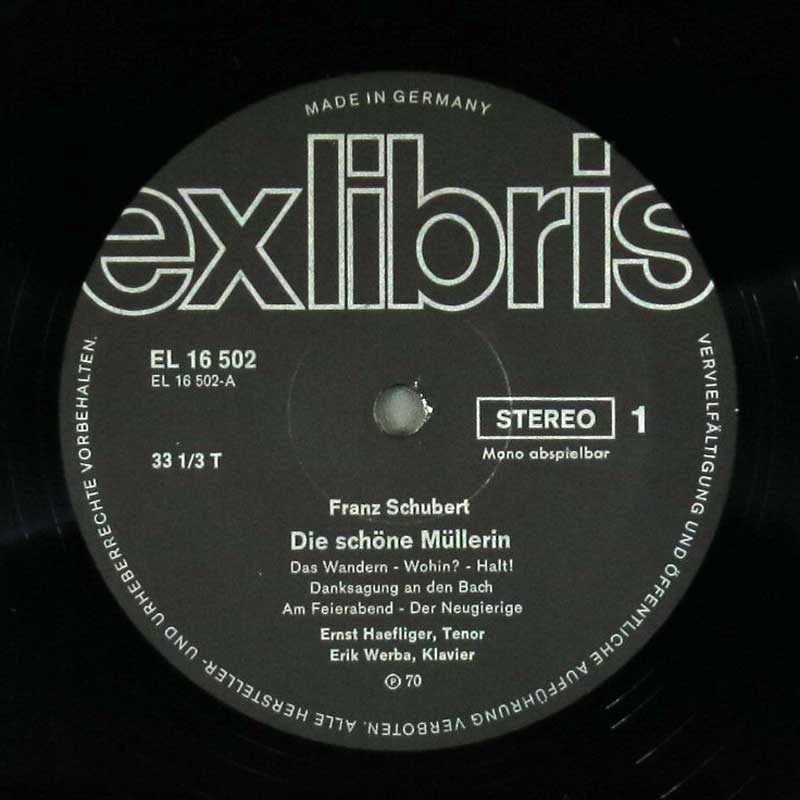 MADE IN GERMANY
exlibris
EL 16 502
EL 16 502-A
STEREO 1
Mono abspielbar
33 1/3 T
Franz Schubert
Die schöne Müllerin
Das Wandern - Wohin? - Halt!
Danksagung an den Bach
Am Feierabend - Der Neugierige
Ernst Haefliger, Tenor
Erik Werba, Klavier
Ⓟ 70
VERVIELFÄLTIGUNG UND ÖFFENTLICHE AUFFÜHRUNG VERBOTEN. ALLE HERSTELLER- UND URHEBERRECHTE VORBEHALTEN.